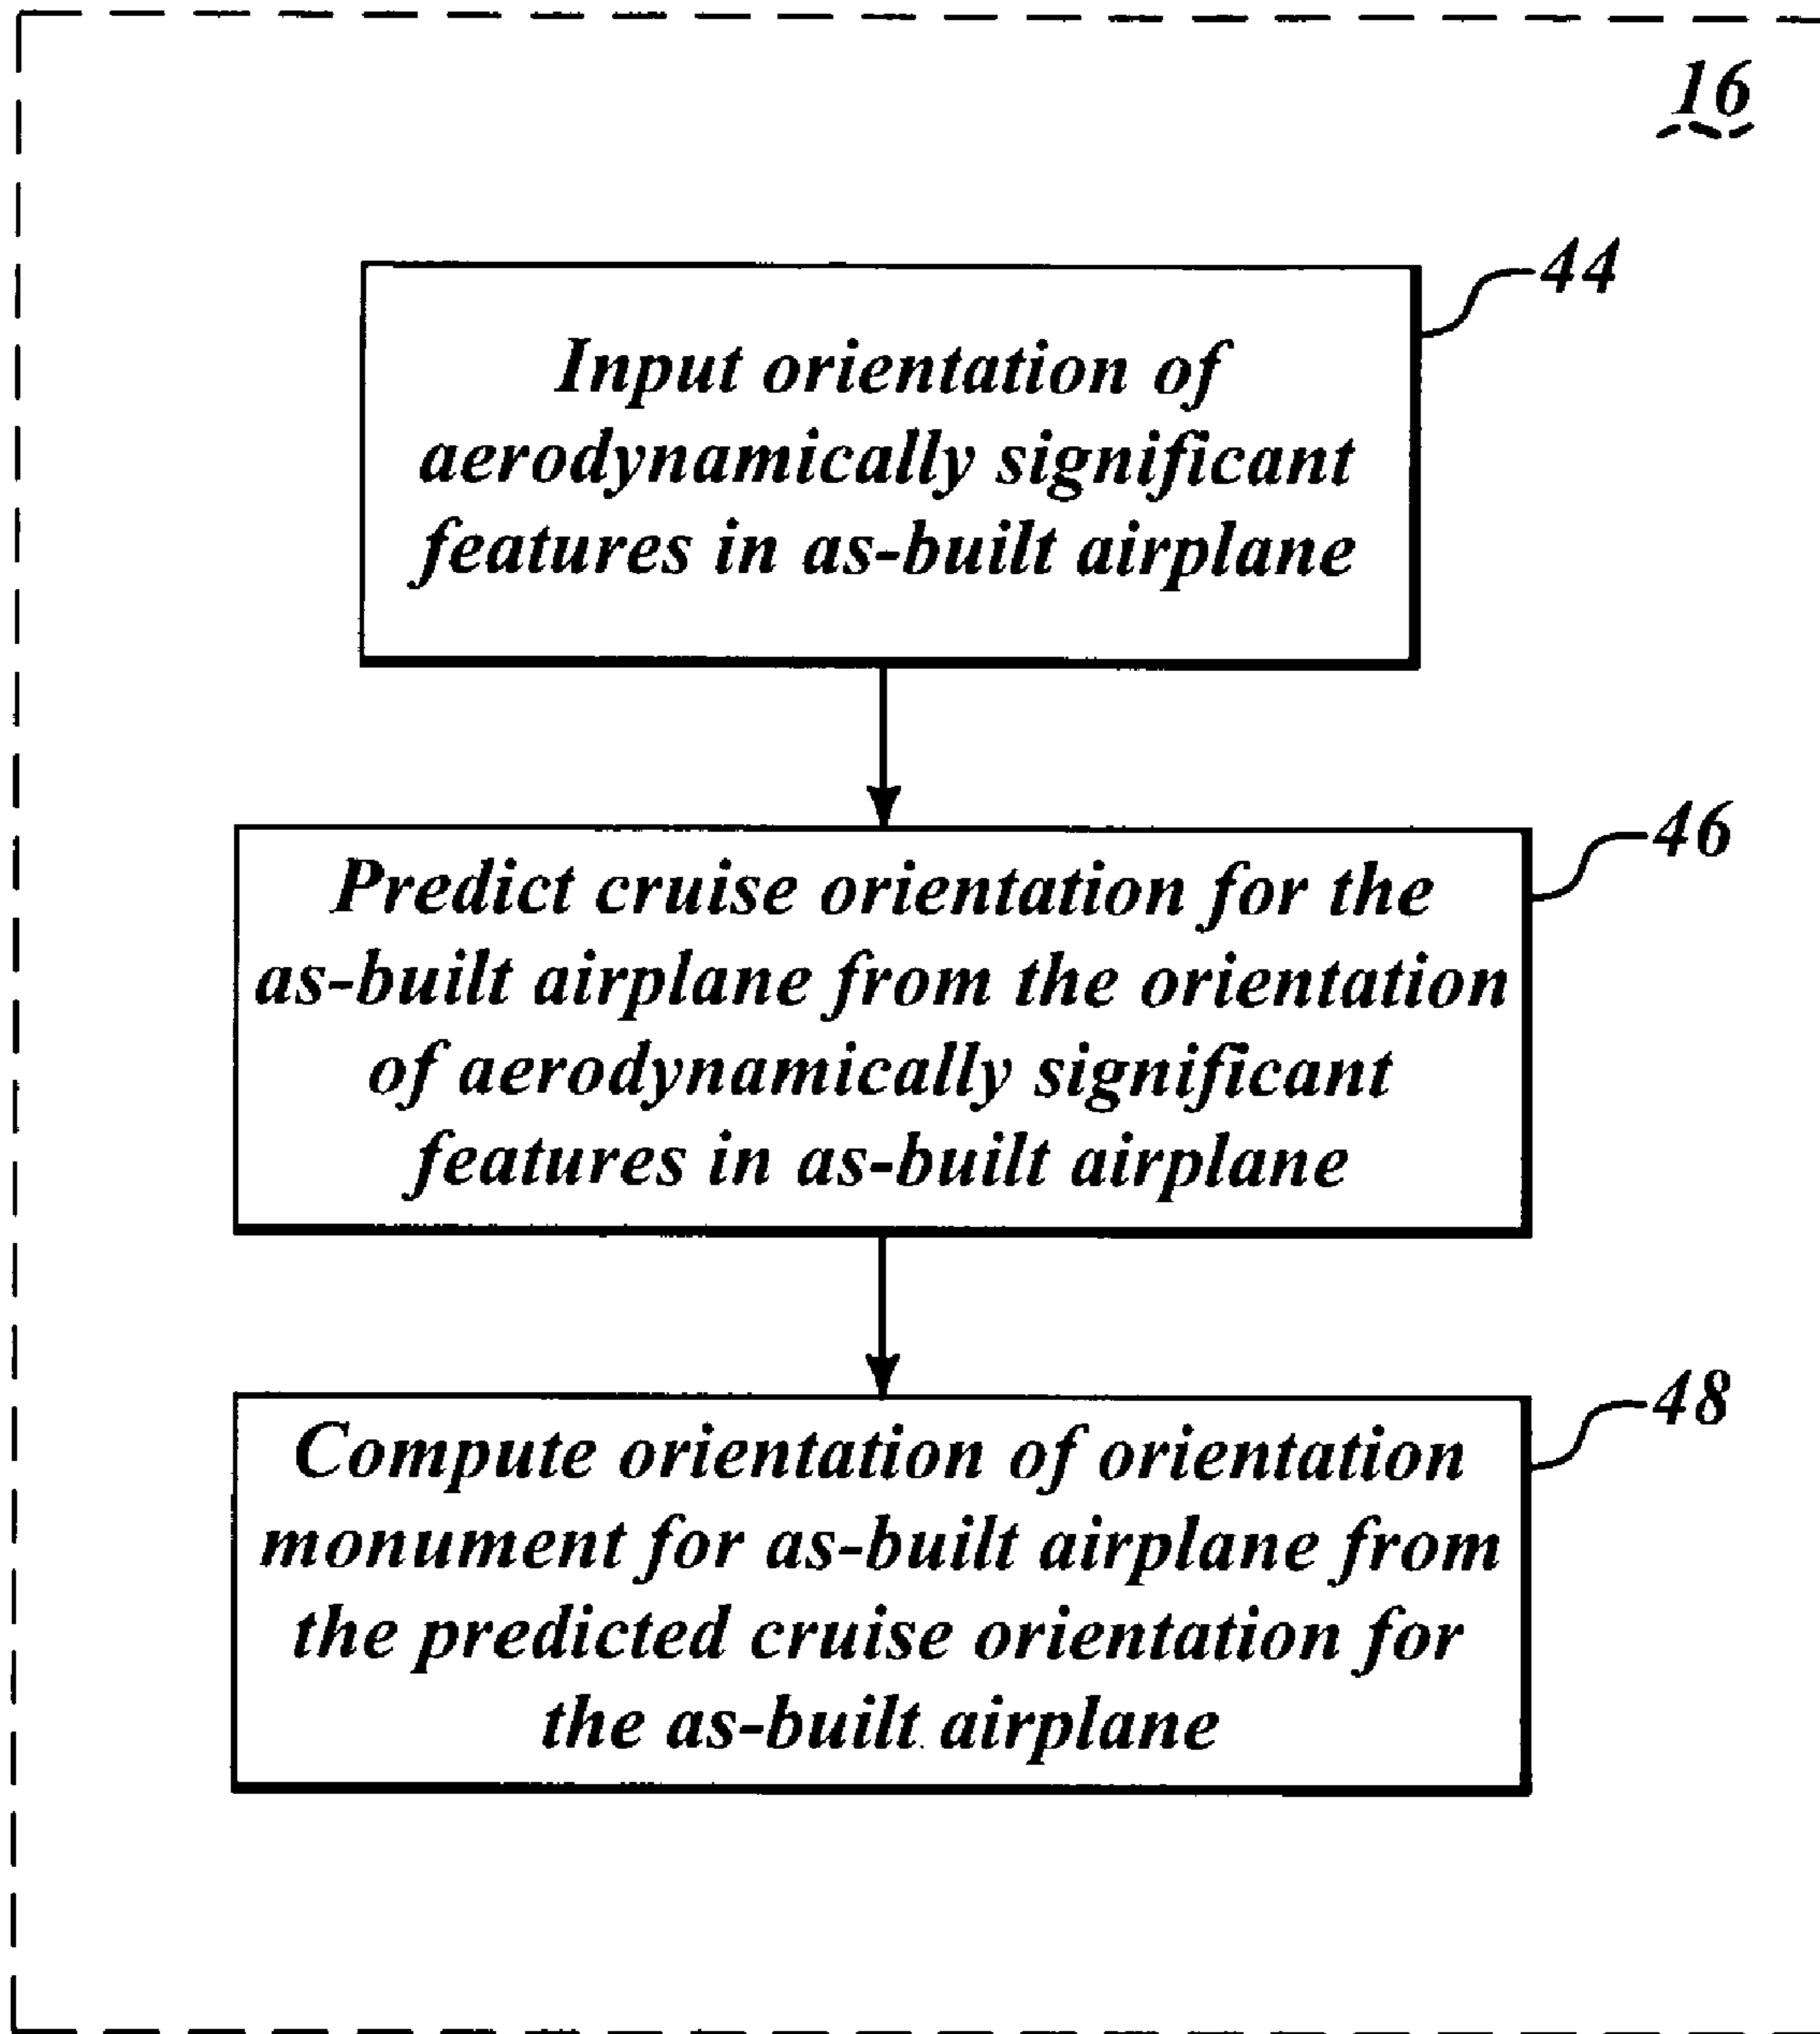 16
44
Input orientation of
aerodynamically significant
features in as-built airplane
46
Predict cruise orientation for the
as-built airplane from the orientation
of aerodynamically significant
features in as-built airplane
48
Compute orientation of orientation
monument for as-built airplane from
the predicted cruise orientation for
the as-built airplane